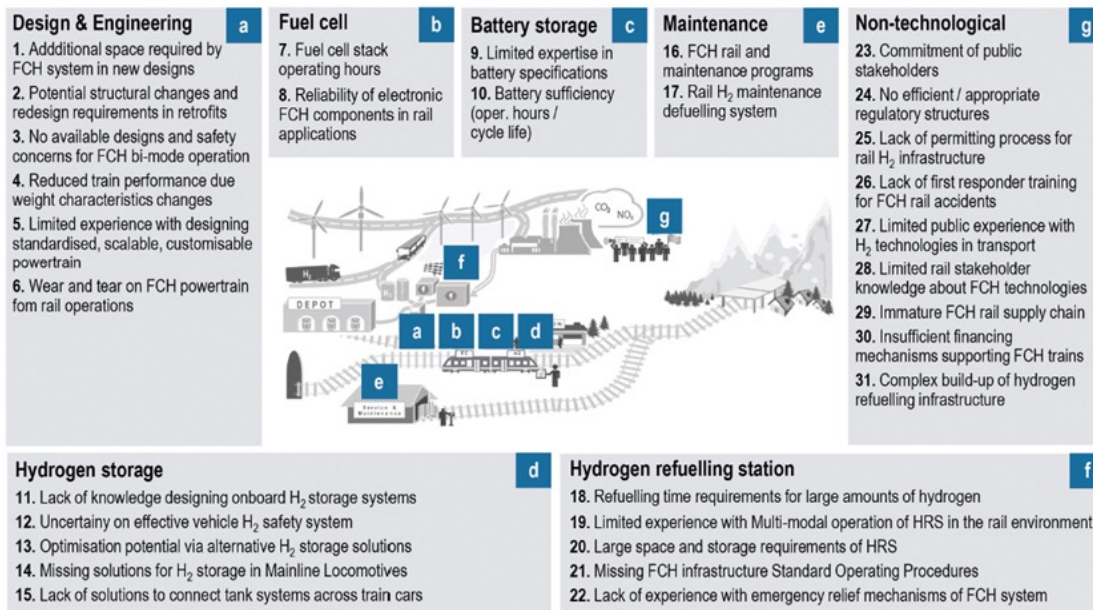 Design & Engineering
a
1. Addditional space required by
FCH system in new designs
2. Potential structural changes and
redesign requirements in retrofits
3. No available designs and safety
concerns for FCH bi-mode operation
4. Reduced train performance due
weight characteristics changes
5. Limited experience with designing
standardised, scalable, customisable
powertrain
6. Wear and tear on FCH powertrain
fom rail operations
Fuel cell
b
7. Fuel cell stack
operating hours
8. Reliability of electronic
FCH components in rail
applications
Battery storage
c
9. Limited expertise in
battery specifications
10. Battery sufficiency
(oper. hours /
cycle life)
Maintenance
e
16. FCH rail and
maintenance programs
17. Rail H₂ maintenance
defuelling system
Non-technological
g
23. Commitment of public
stakeholders
24. No efficient / appropriate
regulatory structures
25. Lack of permitting process for
rail H₂ infrastructure
26. Lack of first responder training
for FCH rail accidents
27. Limited public experience with
H₂ technologies in transport
28. Limited rail stakeholder
knowledge about FCH technologies
29. Immature FCH rail supply chain
30. Insufficient financing
mechanisms supporting FCH trains
31. Complex build-up of hydrogen
refuelling infrastructure
CO₂
NOₓ
g
f
H₂
DEPOT
a
b
c
d
e
Service &
Maintenance
Hydrogen storage
d
11. Lack of knowledge designing onboard H₂ storage systems
12. Uncertainy on effective vehicle H₂ safety system
13. Optimisation potential via alternative H₂ storage solutions
14. Missing solutions for H₂ storage in Mainline Locomotives
15. Lack of solutions to connect tank systems across train cars
Hydrogen refuelling station
f
18. Refuelling time requirements for large amounts of hydrogen
19. Limited experience with Multi-modal operation of HRS in the rail environment
20. Large space and storage requirements of HRS
21. Missing FCH infrastructure Standard Operating Procedures
22. Lack of experience with emergency relief mechanisms of FCH system